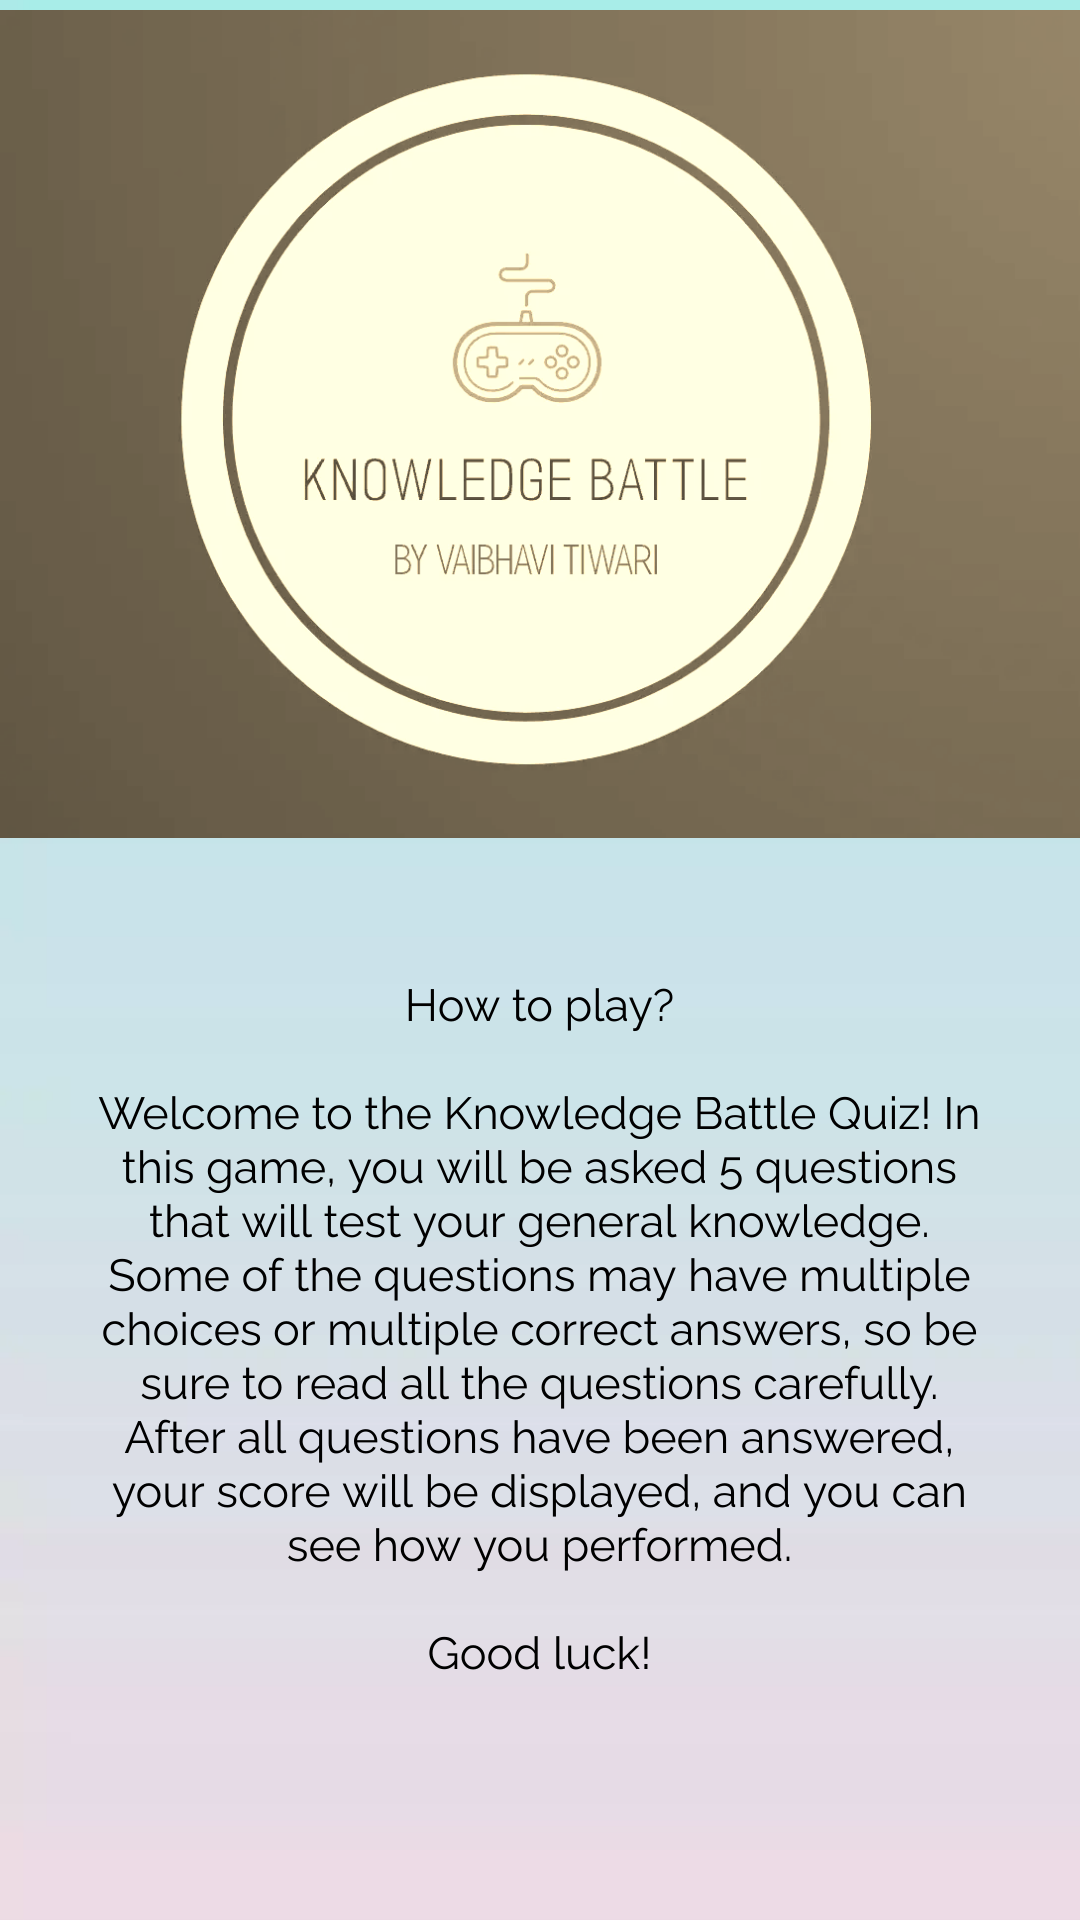 KNOWLEDGE BATTLE
BY VAIBHAVI TIWARI
How to play?
Welcome to the Knowledge Battle Quiz! In
this game, you will be asked 5 questions
that will test your general knowledge.
Some of the questions may have multiple
choices or multiple correct answers, so be
sure to read all the questions carefully.
After all questions have been answered,
your score will be displayed, and you can
see how you performed.
Good luck!